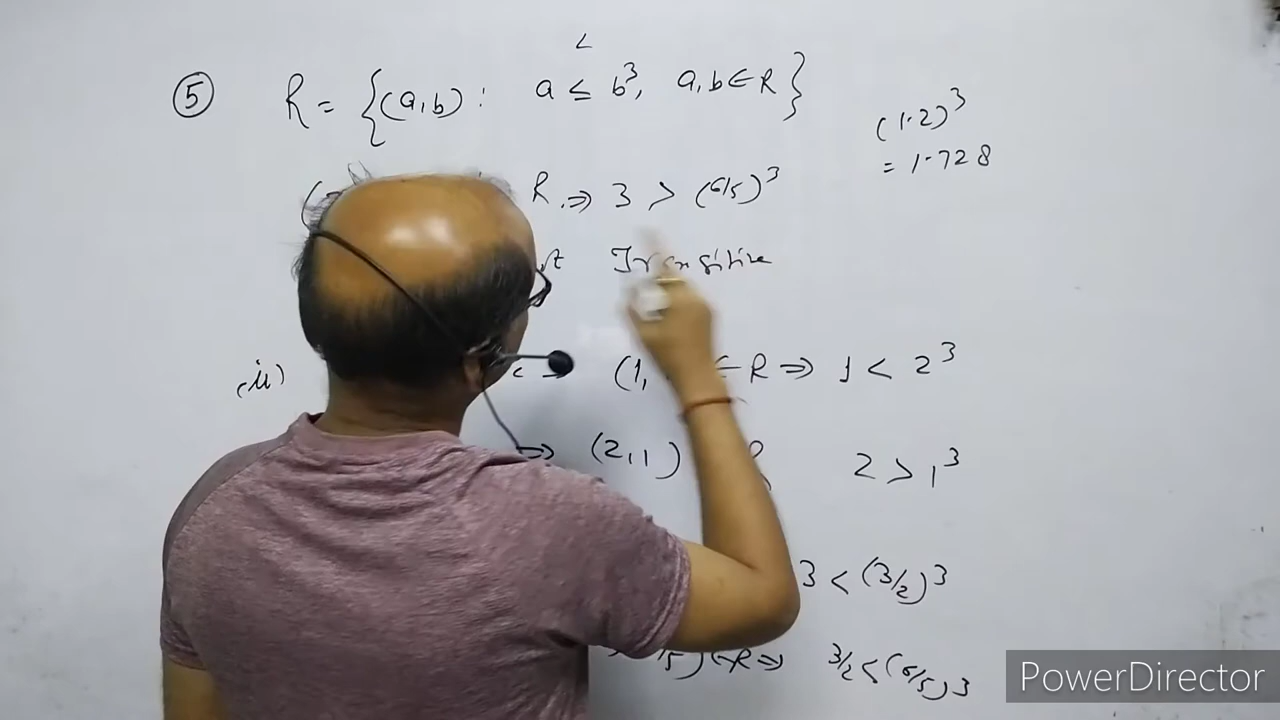 <
⑤ R = {(a,b) : a ≤ b³, a,b ∈ R}
(1.2)³
= 1.728
R. ⇒ 3 > (6/5)³
Transitive
(ii) ⇒ (1, ∈ R ⇒ 1 < 2³
⇒ (2,1) 2 > 1³
3 < (3/2)³
/5) ∈ R ⇒ 3/2 < (6/5)³
PowerDirector